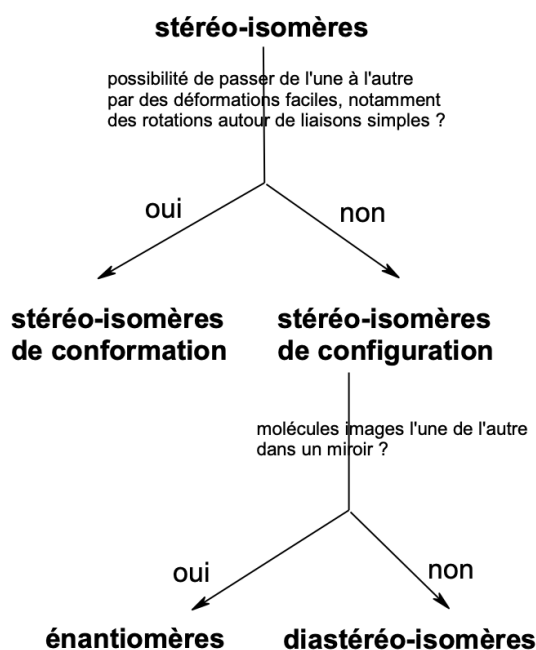 stéréo-isomères
possibilité de passer de l'une à l'autre
par des déformations faciles, notamment
des rotations autour de liaisons simples ?
oui
non
stéréo-isomères
de conformation
stéréo-isomères
de configuration
molécules images l'une de l'autre
dans un miroir ?
oui
non
énantiomères
diastéréo-isomères